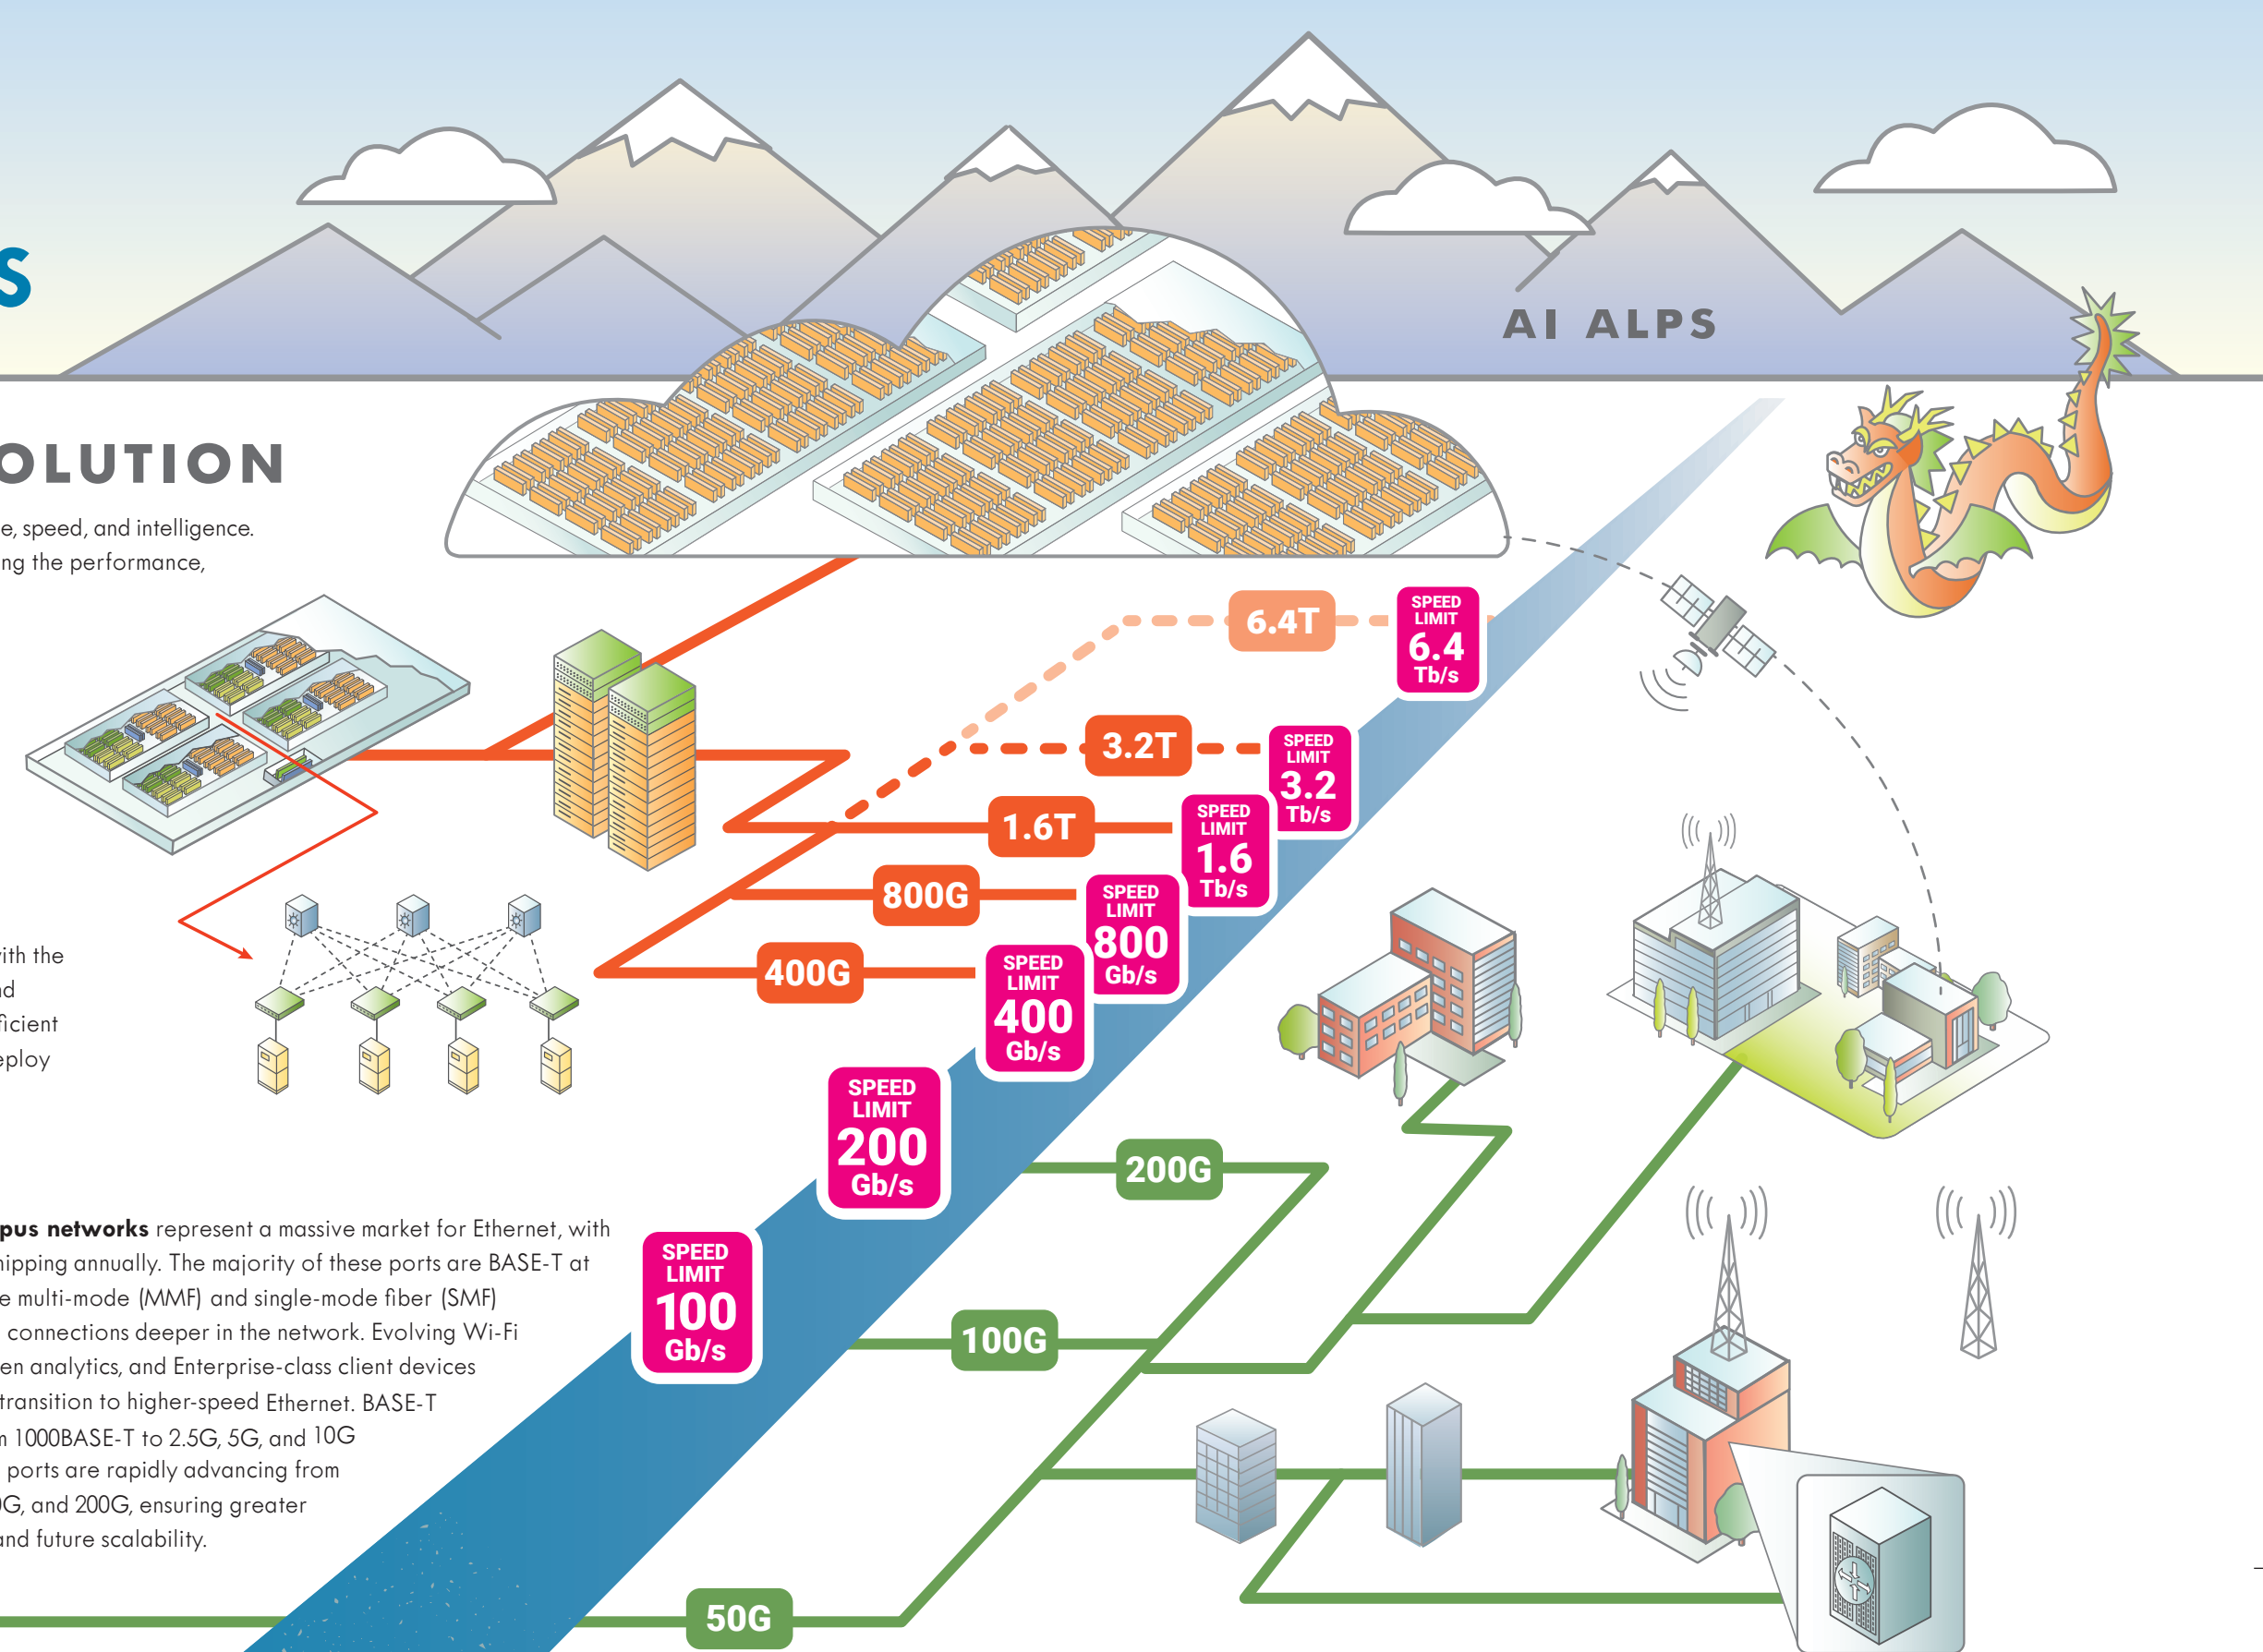 S
AI ALPS
OLUTION
e, speed, and intelligence.
ng the performance,
6.4T
SPEED
LIMIT
6.4
Tb/s
3.2T
SPEED
LIMIT
3.2
Tb/s
1.6T
SPEED
LIMIT
1.6
Tb/s
800G
SPEED
LIMIT
800
Gb/s
400G
SPEED
LIMIT
400
Gb/s
vith the
nd
ficient
eploy
SPEED
LIMIT
200
Gb/s
200G
pus networks represent a massive market for Ethernet, with
hipping annually. The majority of these ports are BASE-T at
e multi-mode (MMF) and single-mode fiber (SMF)
connections deeper in the network. Evolving Wi-Fi
en analytics, and Enterprise-class client devices
transition to higher-speed Ethernet. BASE-T
m 1000BASE-T to 2.5G, 5G, and 10G
ports are rapidly advancing from
0G, and 200G, ensuring greater
and future scalability.
SPEED
LIMIT
100
Gb/s
100G
50G